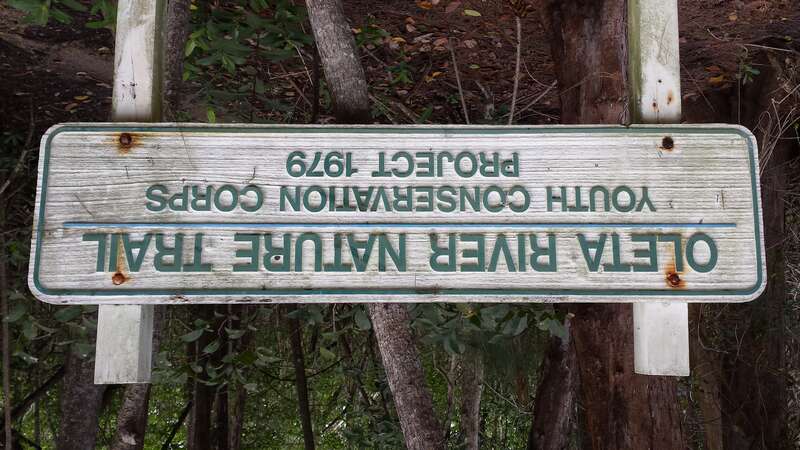 OLETA RIVER NATURE TRAIL
YOUTH CONSERVATION CORPS
PROJECT 1979